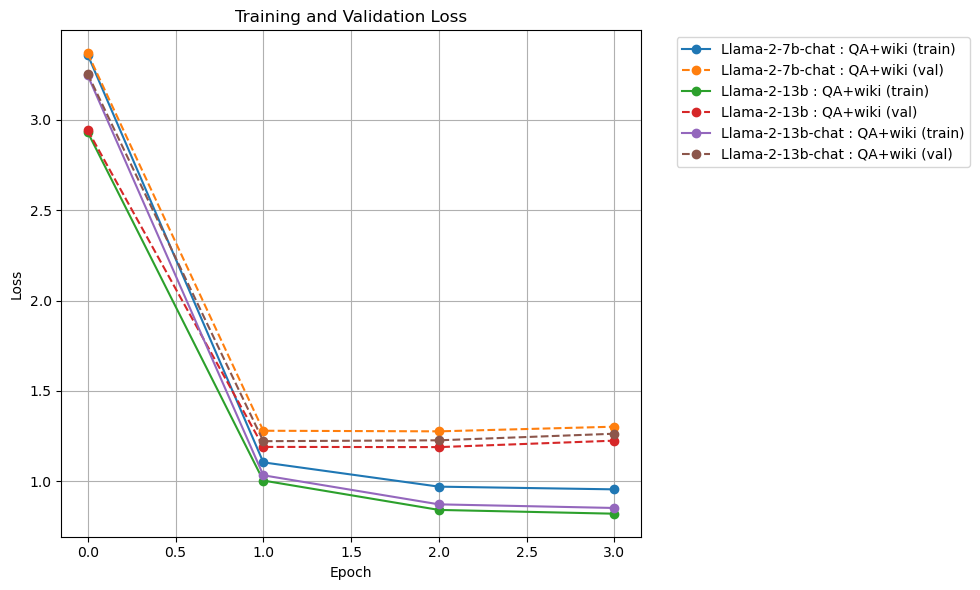 Training and Validation Loss
Llama-2-7b-chat : QA+wiki (train)
Llama-2-7b-chat : QA+wiki (val)
Llama-2-13b : QA+wiki (train)
Llama-2-13b : QA+wiki (val)
Llama-2-13b-chat : QA+wiki (train)
Llama-2-13b-chat : QA+wiki (val)
Loss
3.0
2.5
2.0
1.5
1.0
0.0 0.5 1.0 1.5 2.0 2.5 3.0
Epoch